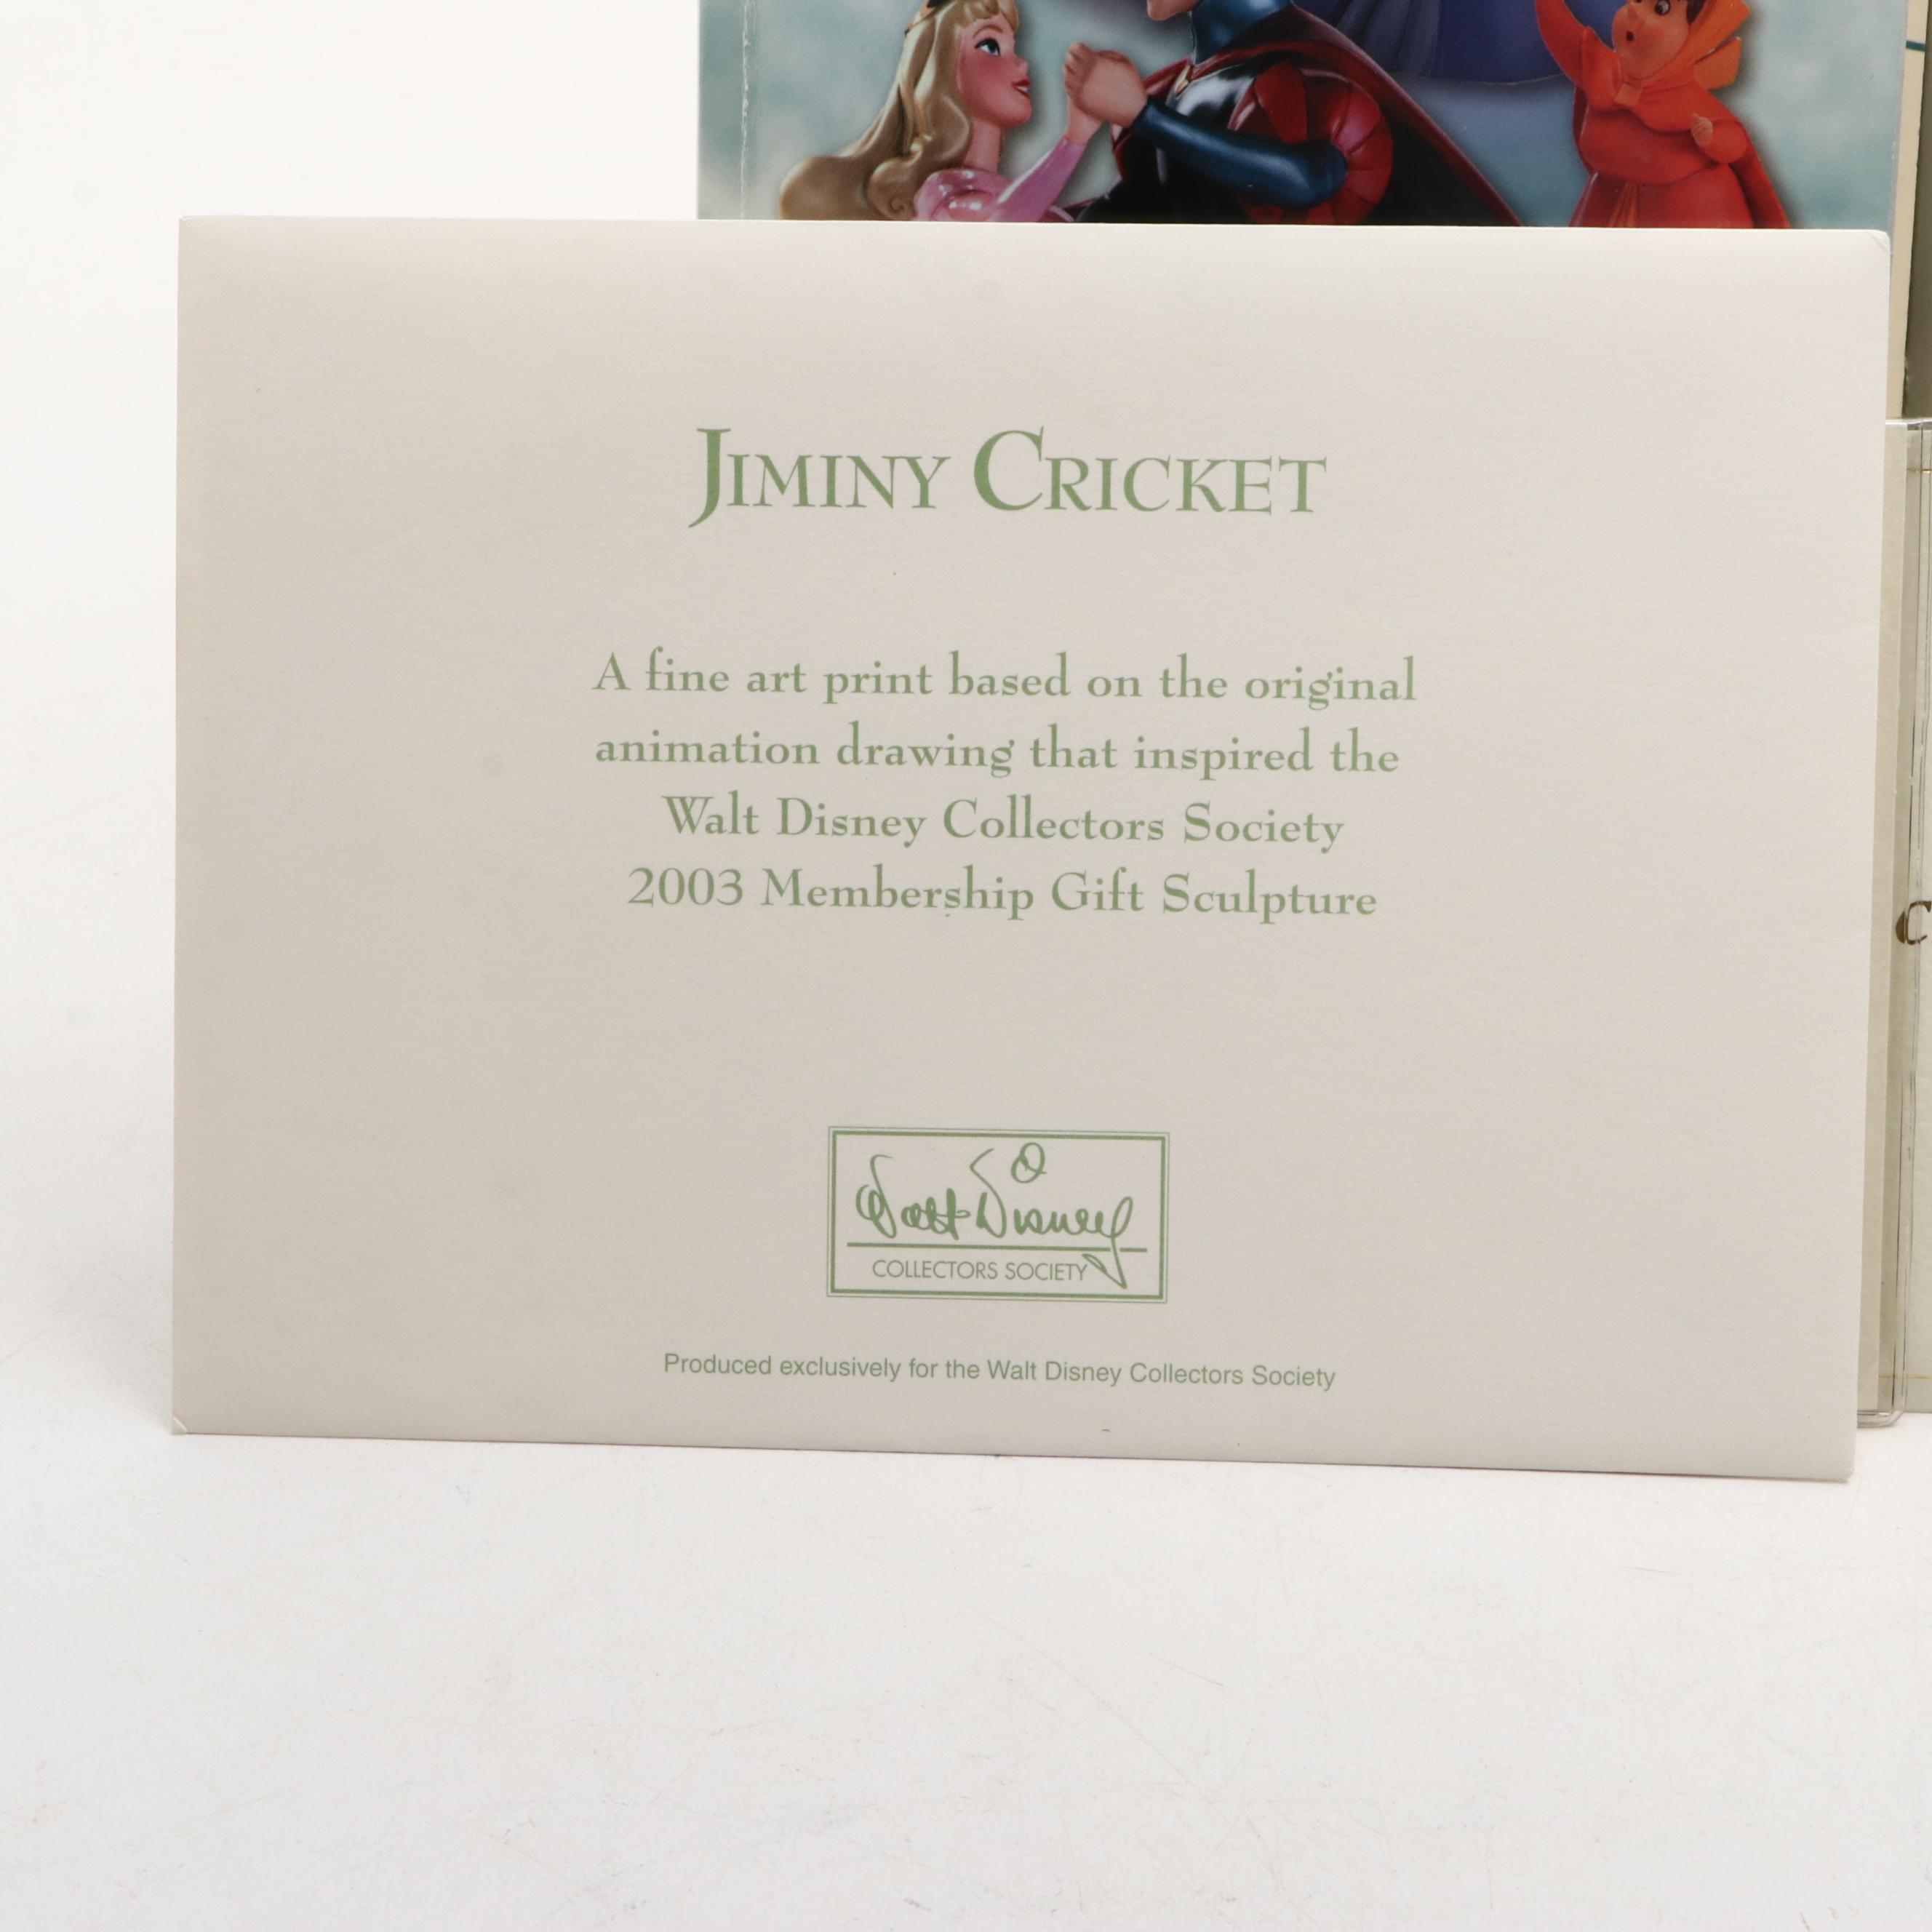 JIMINY CRICKET
A fine art print based on the original
animation drawing that inspired the
Walt Disney Collectors Society
2003 Membership Gift Sculpture
Walt Disney
COLLECTORS SOCIETY
Produced exclusively for the Walt Disney Collectors Society